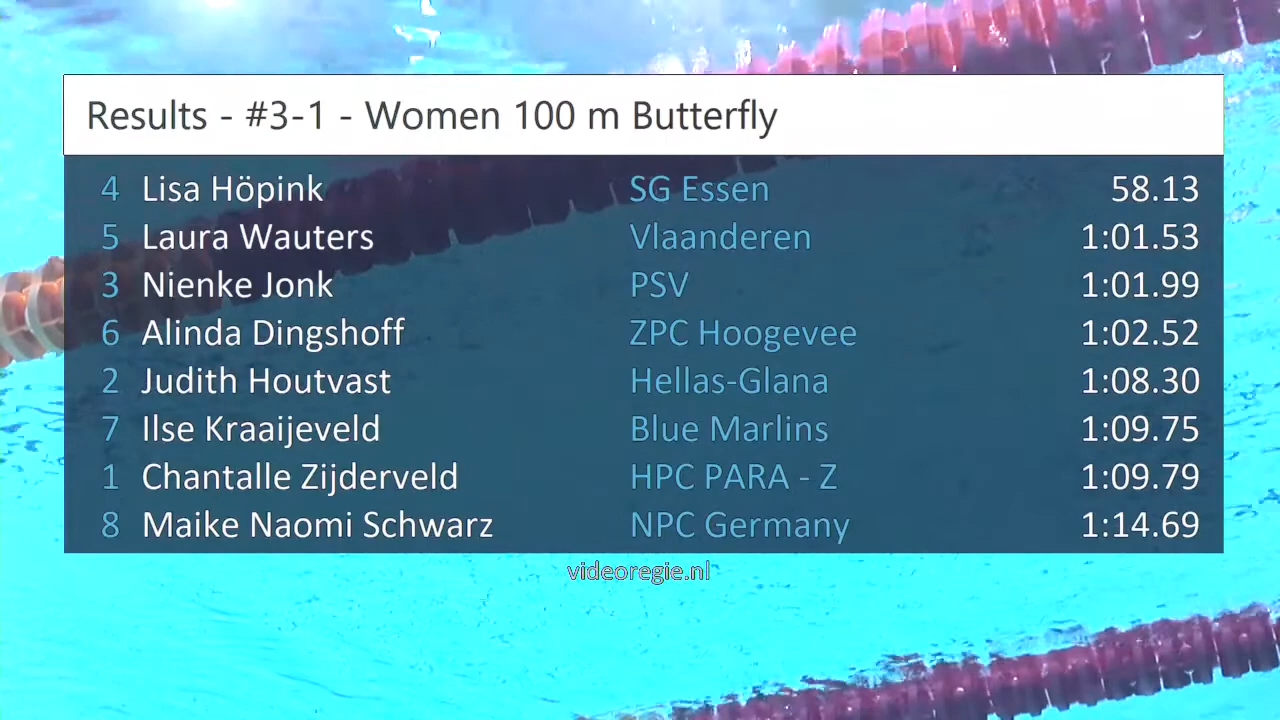 Results - #3-1 - Women 100 m Butterfly
4 Lisa Höpink SG Essen 58.13
5 Laura Wauters Vlaanderen 1:01.53
3 Nienke Jonk PSV 1:01.99
6 Alinda Dingshoff ZPC Hoogevee 1:02.52
2 Judith Houtvast Hellas-Glana 1:08.30
7 Ilse Kraaijeveld Blue Marlins 1:09.75
1 Chantalle Zijderveld HPC PARA - Z 1:09.79
8 Maike Naomi Schwarz NPC Germany 1:14.69
videoregie.nl